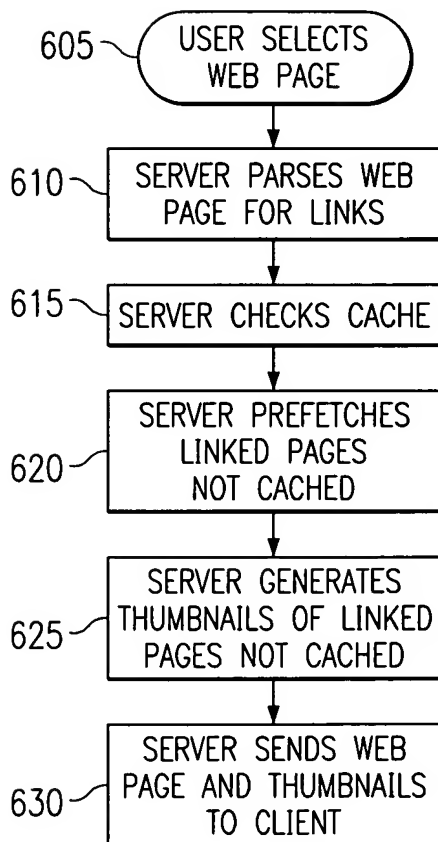 605
USER SELECTS
WEB PAGE
610
SERVER PARSES WEB
PAGE FOR LINKS
615
SERVER CHECKS CACHE
620
SERVER PREFETCHES
LINKED PAGES
NOT CACHED
625
SERVER GENERATES
THUMBNAILS OF LINKED
PAGES NOT CACHED
630
SERVER SENDS WEB
PAGE AND THUMBNAILS
TO CLIENT